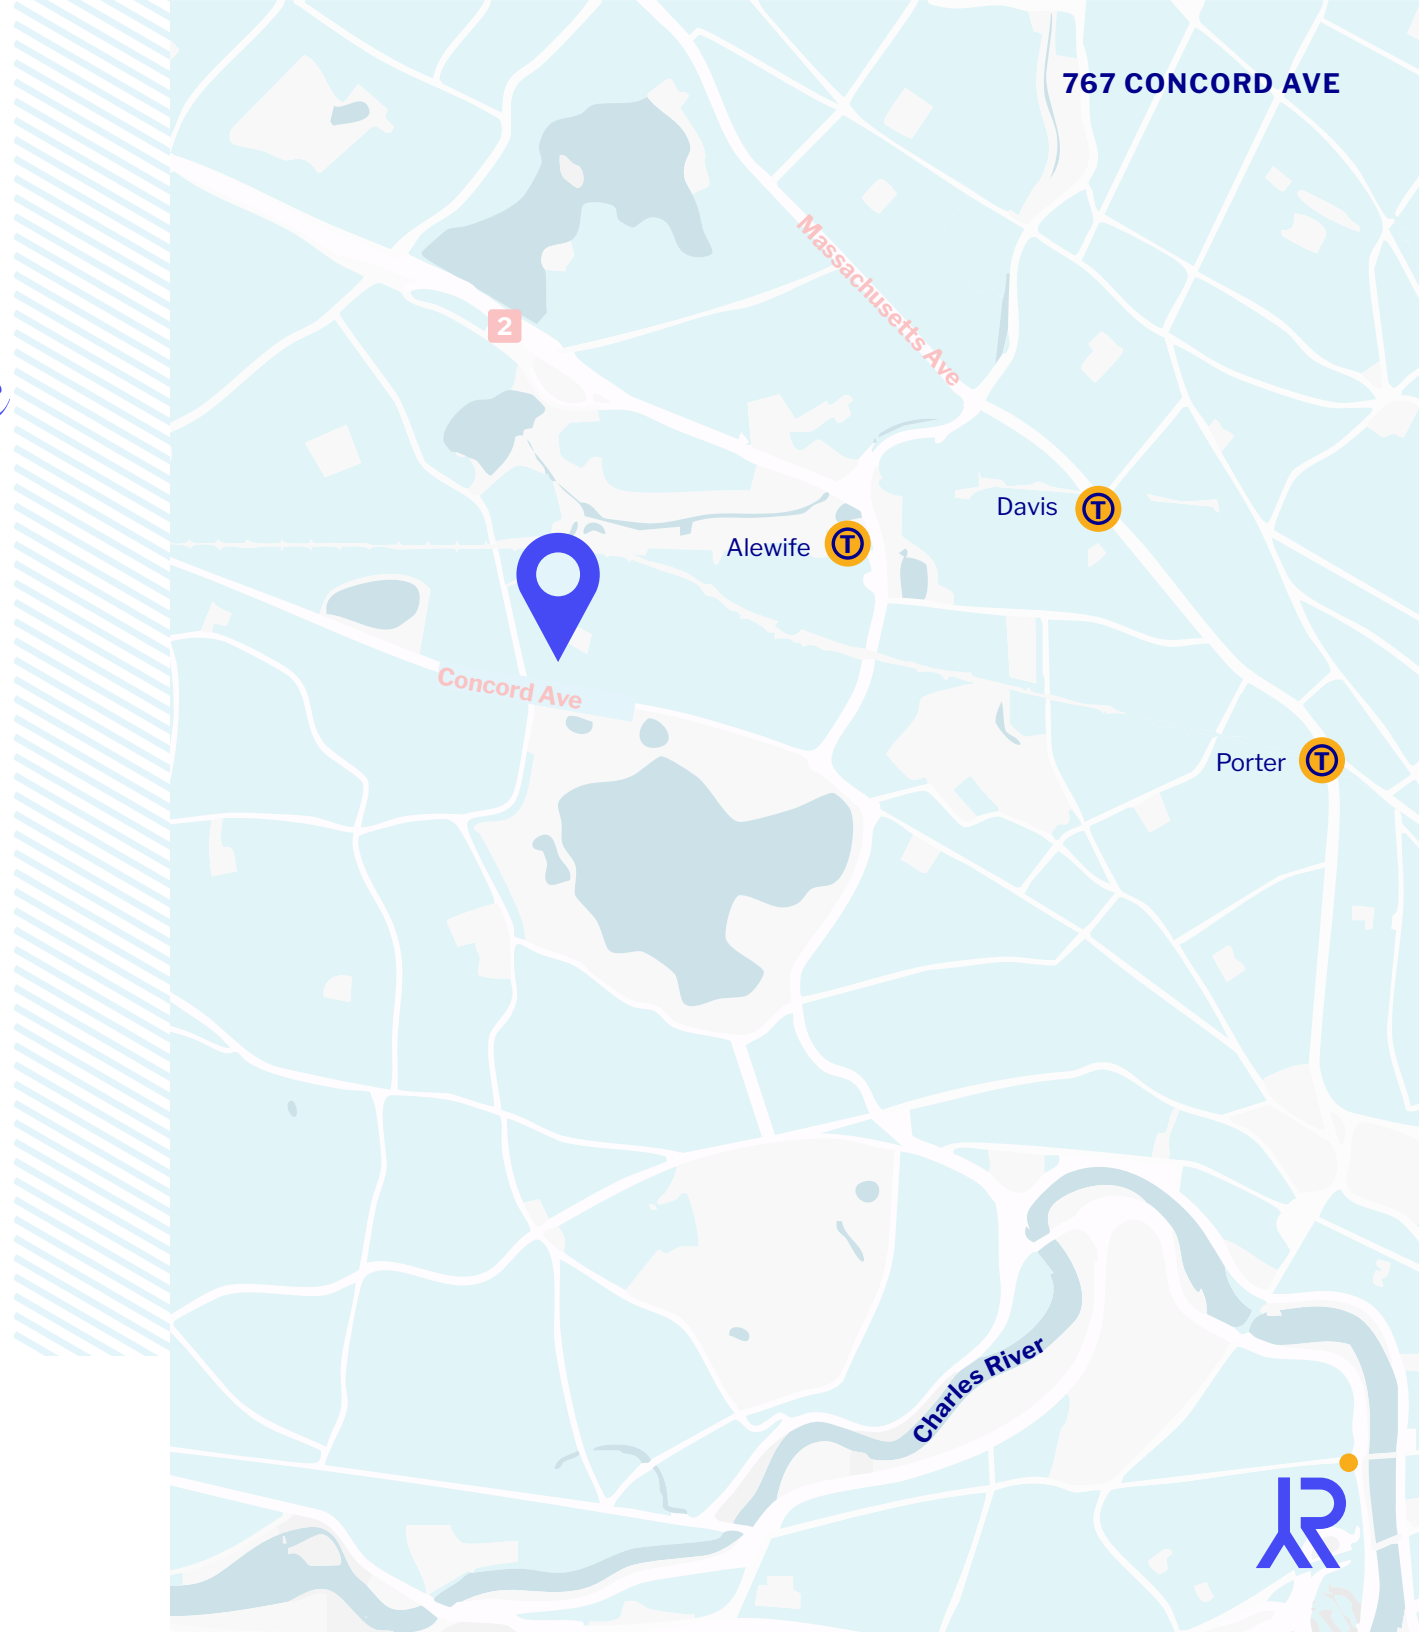 767 CONCORD AVE
Massachusetts Ave
2
Davis
T
Alewife
T
Concord Ave
Porter
T
Charles River